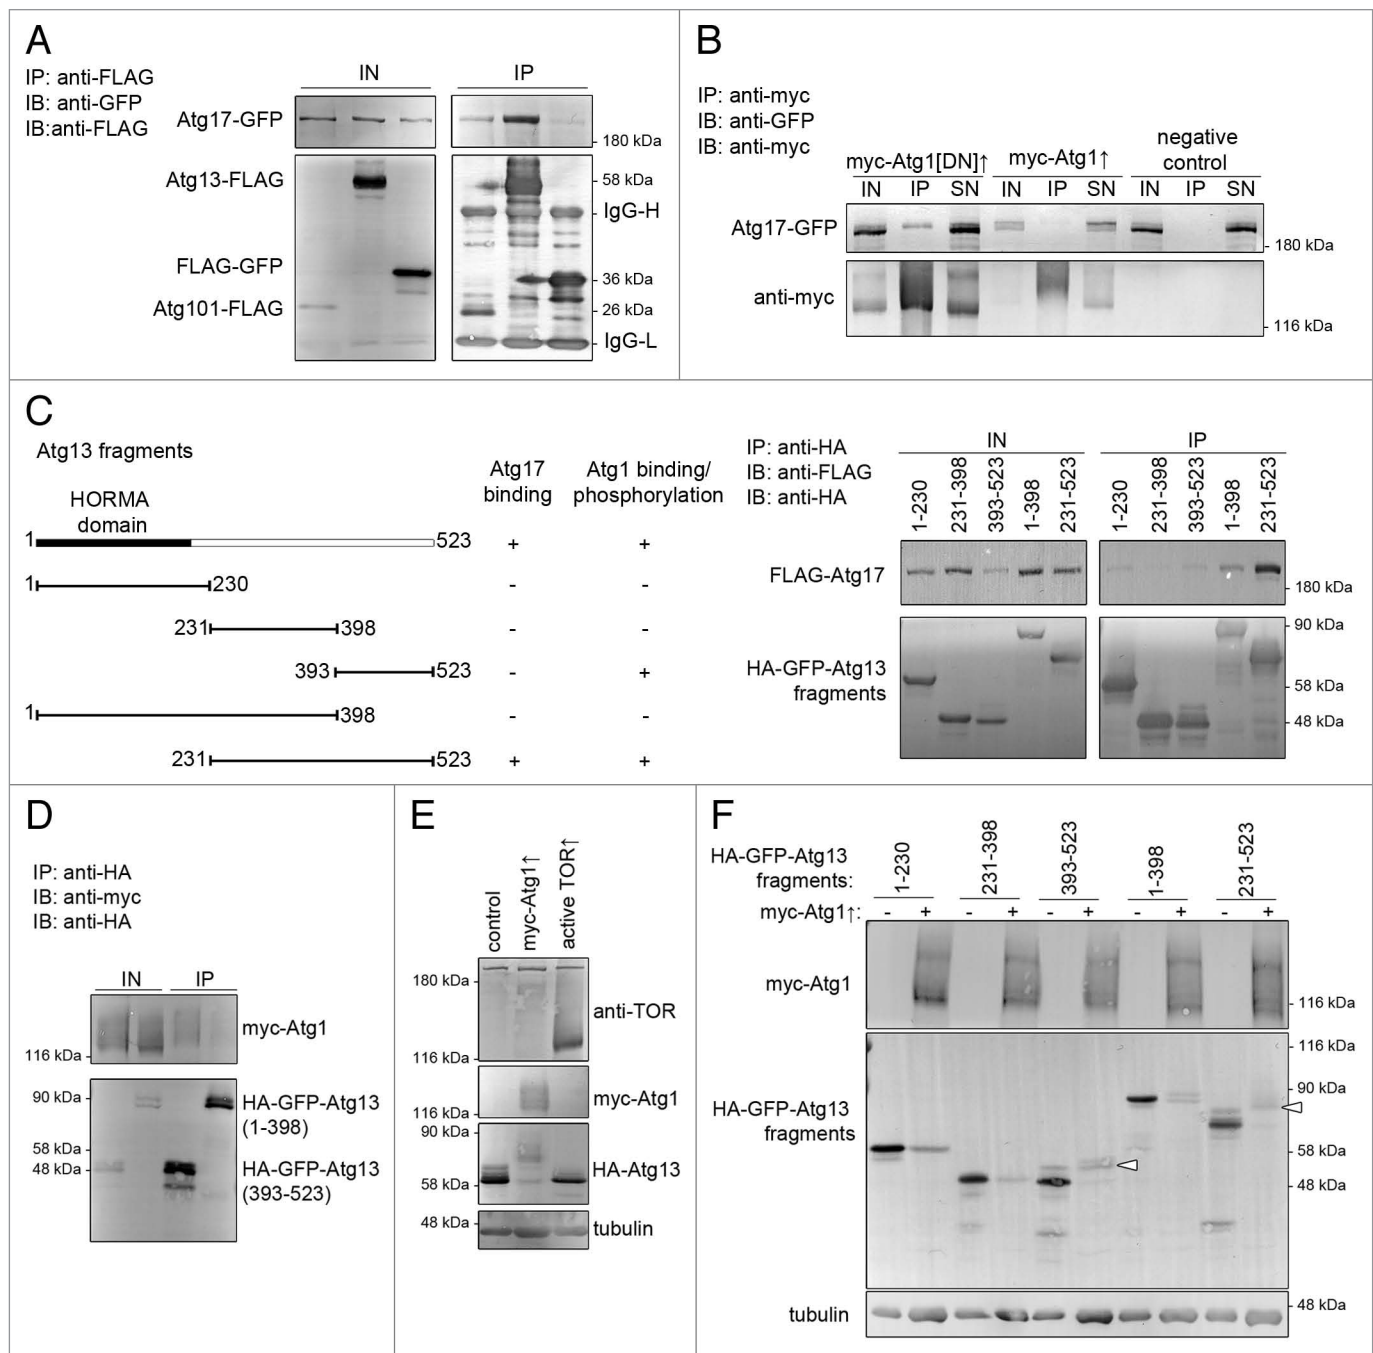 A
IP: anti-FLAG
IB: anti-GFP
IB:anti-FLAG
IN
IP
Atg17-GFP
180 kDa
Atg13-FLAG
58 kDa
IgG-H
FLAG-GFP
36 kDa
Atg101-FLAG
26 kDa
IgG-L
B
IP: anti-myc
IB: anti-GFP
IB: anti-myc
myc-Atg1[DN]↑
myc-Atg1↑
negative
control
IN IP SN IN IP SN IN IP SN
Atg17-GFP
180 kDa
anti-myc
116 kDa
C
Atg13 fragments
HORMA
domain
Atg17
binding
Atg1 binding/
phosphorylation
1 523 + +
1 230 - -
231 398 - -
393 523 - +
1 398 - -
231 523 + +
IP: anti-HA
IB: anti-FLAG
IB: anti-HA
IN
IP
1-230
231-398
393-523
1-398
231-523
1-230
231-398
393-523
1-398
231-523
FLAG-Atg17
180 kDa
90 kDa
HA-GFP-Atg13
fragments
58 kDa
48 kDa
D
IP: anti-HA
IB: anti-myc
IB: anti-HA
IN IP
myc-Atg1
116 kDa
90 kDa
HA-GFP-Atg13
(1-398)
58 kDa
48 kDa
HA-GFP-Atg13
(393-523)
E
control
myc-Atg1↑
active TOR↑
180 kDa
anti-TOR
116 kDa
myc-Atg1
116 kDa
90 kDa
HA-Atg13
58 kDa
48 kDa
tubulin
F
HA-GFP-Atg13
fragments:
1-230
231-398
393-523
1-398
231-523
myc-Atg1↑: - + - + - + - + - +
myc-Atg1
116 kDa
116 kDa
90 kDa
HA-GFP-Atg13
fragments
58 kDa
48 kDa
tubulin
48 kDa